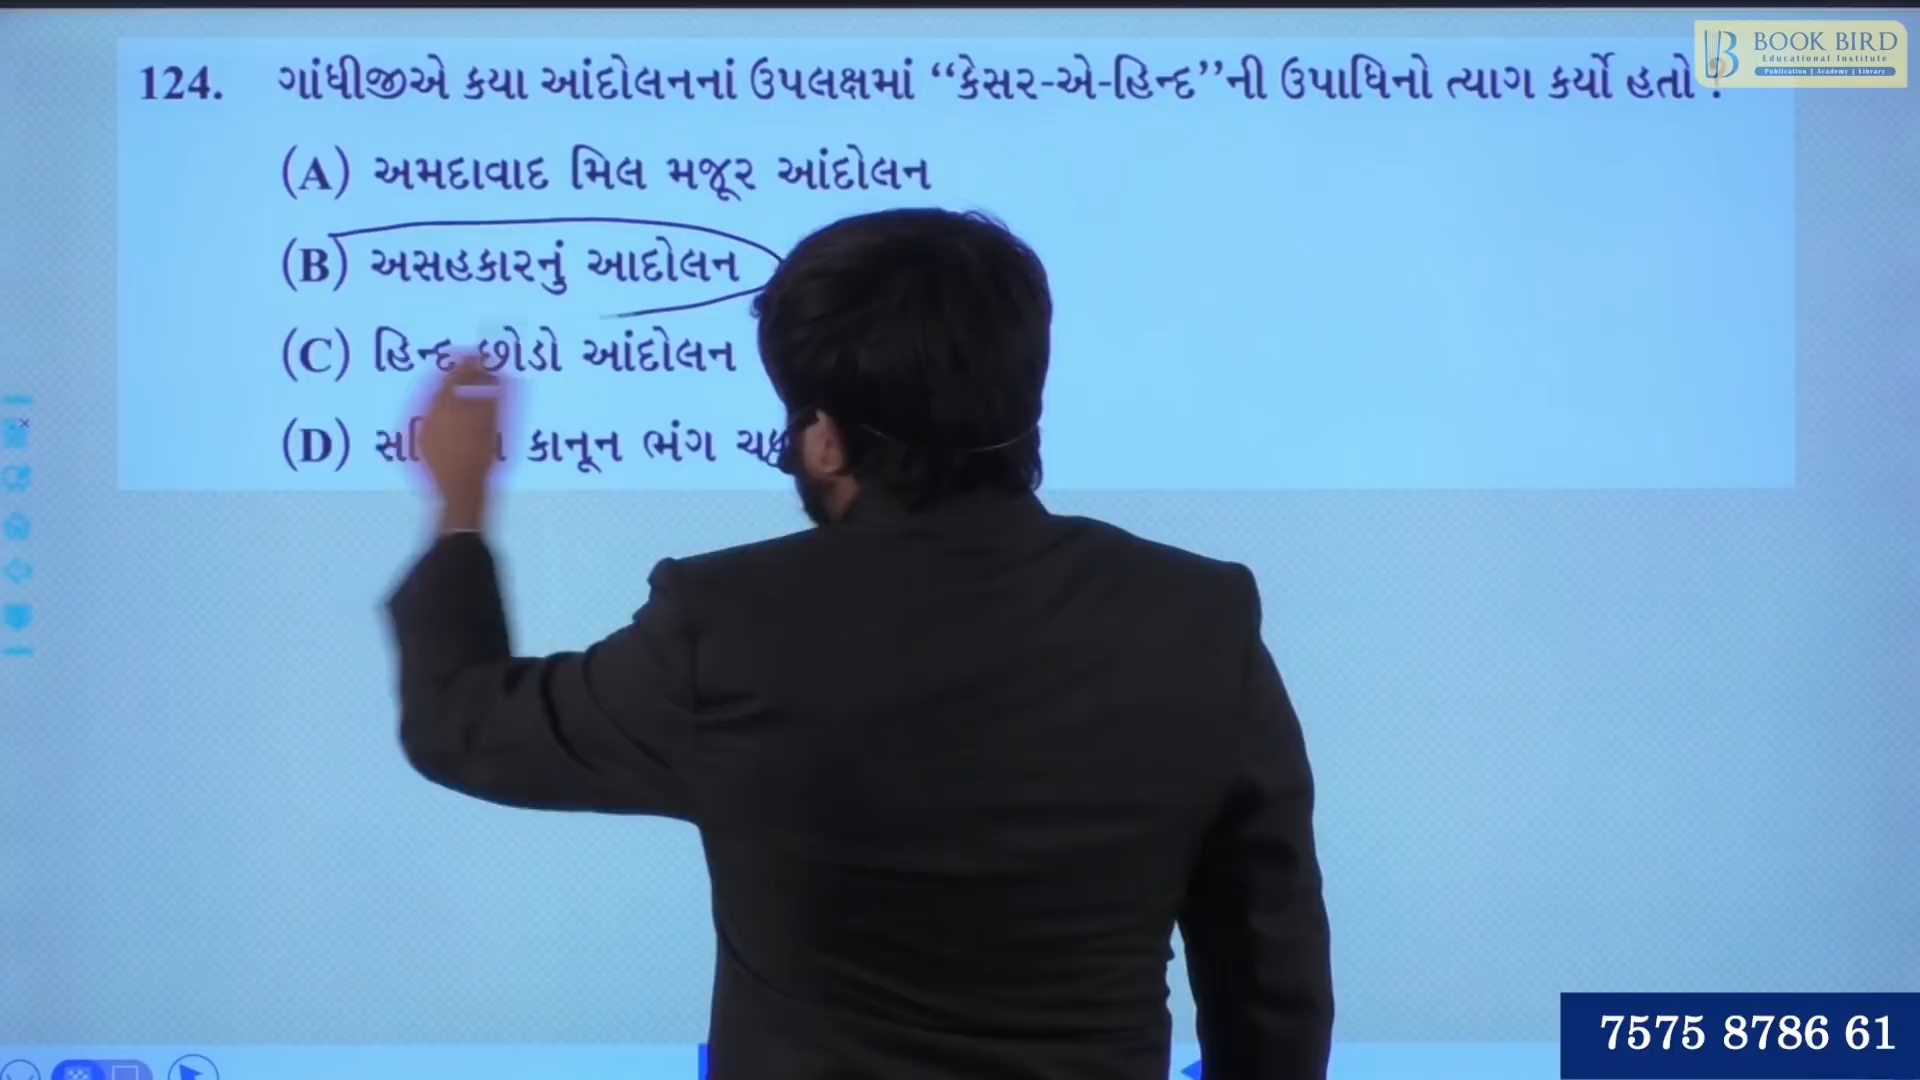 BOOK BIRD
Educational Institute
Publication | Academy | Library
124. ગાંધીજીએ કયા આંદોલનનાં ઉપલક્ષમાં “કેસર-એ-હિન્દ”ની ઉપાધિનો ત્યાગ કર્યો હતો ?
(A) અમદાવાદ મિલ મજૂર આંદોલન
(B) અસહકારનું આદોલન
(C) હિન્દ છોડો આંદોલન
(D) કાનૂન ભંગ
7575 8786 61